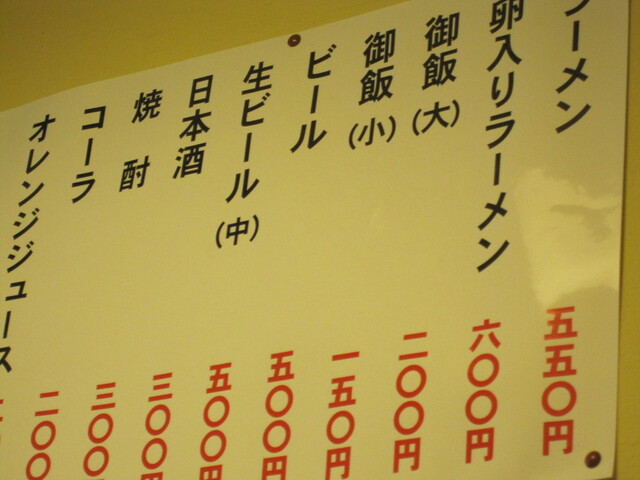 ラーメン 五五〇円
卵入りラーメン 六〇〇円
御飯(大) 二〇〇円
御飯(小) 一五〇円
ビール 五〇〇円
生ビール(中) 五〇〇円
日本酒 三〇〇円
焼酎 三〇〇
コーラ 二〇〇
オレンジジュース